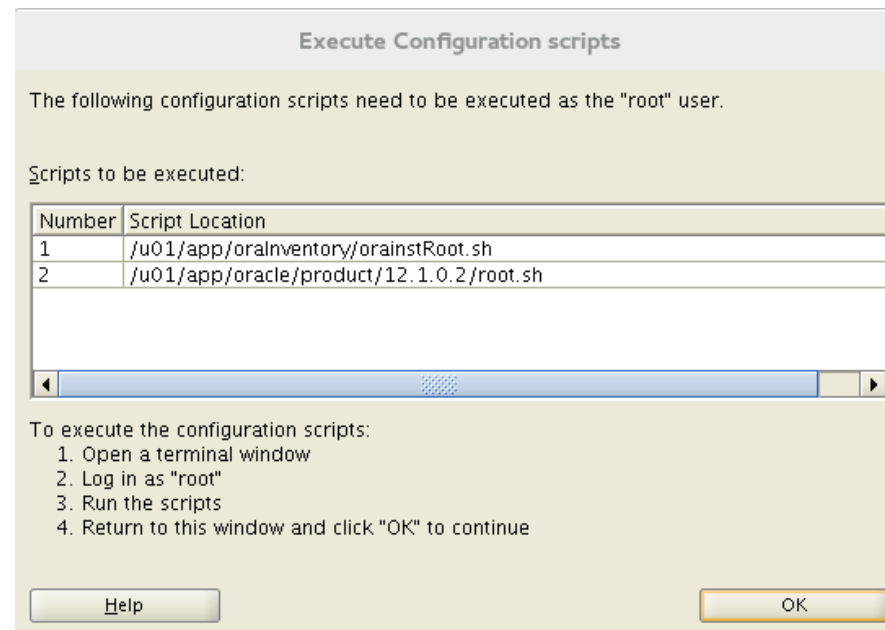 Execute Configuration scripts
The following configuration scripts need to be executed as the "root" user.
Scripts to be executed:
Number Script Location
1 /u01/app/oraInventory/orainstRoot.sh
2 /u01/app/oracle/product/12.1.0.2/root.sh
To execute the configuration scripts:
1. Open a terminal window
2. Log in as "root"
3. Run the scripts
4. Return to this window and click "OK" to continue
Help OK